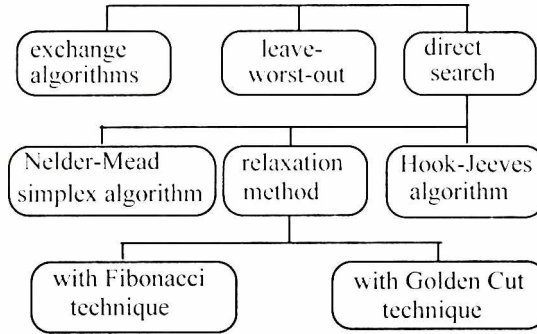 exchange
algorithms
leave-
worst-out
direct
search
Nelder-Mead
simplex algorithm
relaxation
method
Hook-Jeeves
algorithm
with Fibonacci
technique
with Golden Cut
technique